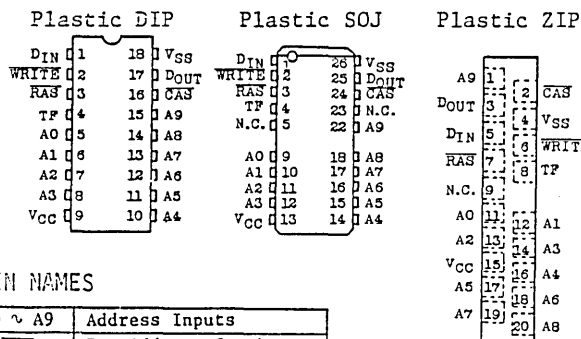 Plastic DIP
DIN 1 18 VSS
WRITE 2 17 DOUT
RAS 3 16 CAS
TF 4 15 A9
A0 5 14 A8
A1 6 13 A7
A2 7 12 A6
A3 8 11 A5
VCC 9 10 A4
Plastic SOJ
DIN 1 26 VSS
WRITE 2 25 DOUT
RAS 3 24 CAS
TF 4 23 N.C.
N.C. 5 22 A9
A0 9 18 A8
A1 10 17 A7
A2 11 16 A6
A3 12 15 A5
VCC 13 14 A4
Plastic ZIP
A9 1
2 CAS
DOUT 3
4 VSS
DIN 5
6 WRIT
RAS 7
8 TF
N.C. 9
A0 11
12 A1
A2 13
14 A3
VCC 15
16 A4
A5 17
18 A6
A7 19
20 A8
IN NAMES
~ A9 Address Inputs